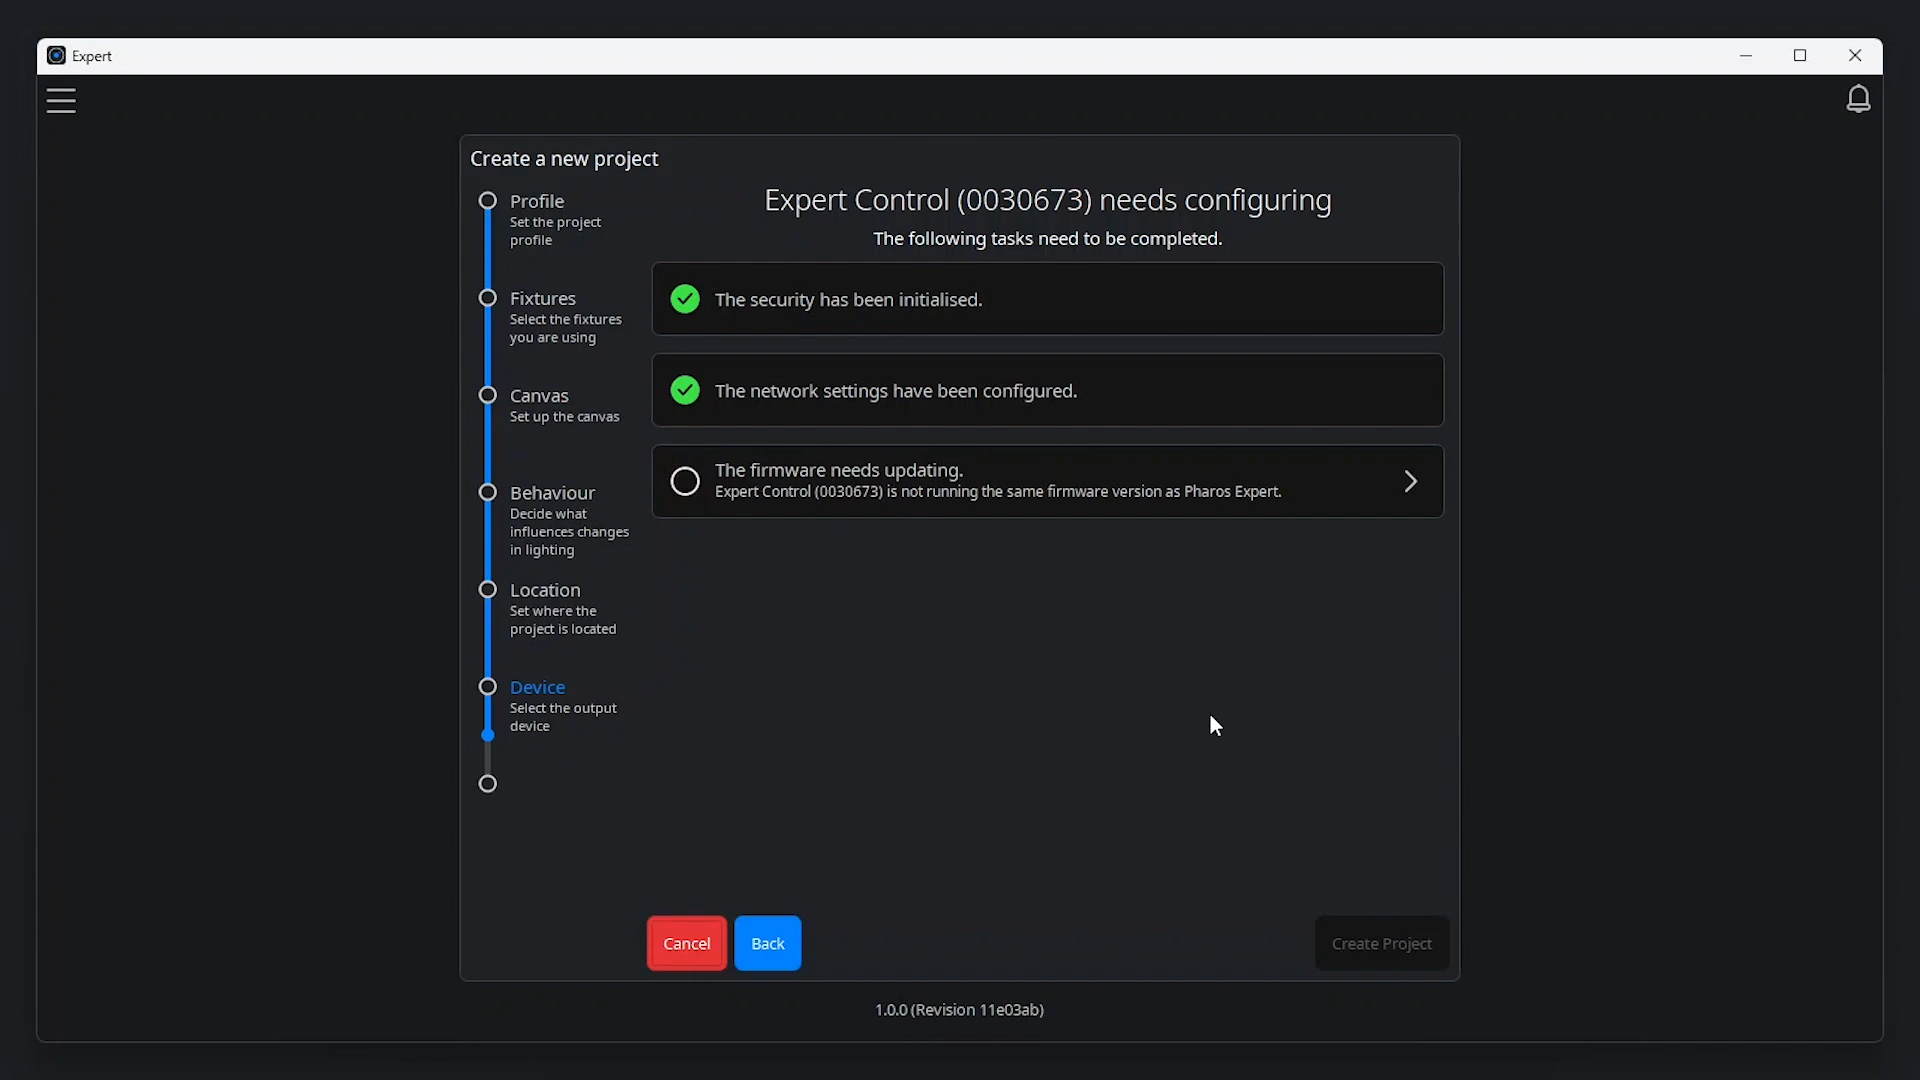 Expert
Create a new project
Profile
Set the project
profile
Fixtures
Select the fixtures
you are using
Canvas
Set up the canvas
Behaviour
Decide what
influences changes
in lighting
Location
Set where the
project is located
Device
Select the output
device
Expert Control (0030673) needs configuring
The following tasks need to be completed.
The security has been initialised.
The network settings have been configured.
The firmware needs updating.
Expert Control (0030673) is not running the same firmware version as Pharos Expert.
Cancel
Back
Create Project
1.0.0 (Revision 11e03ab)